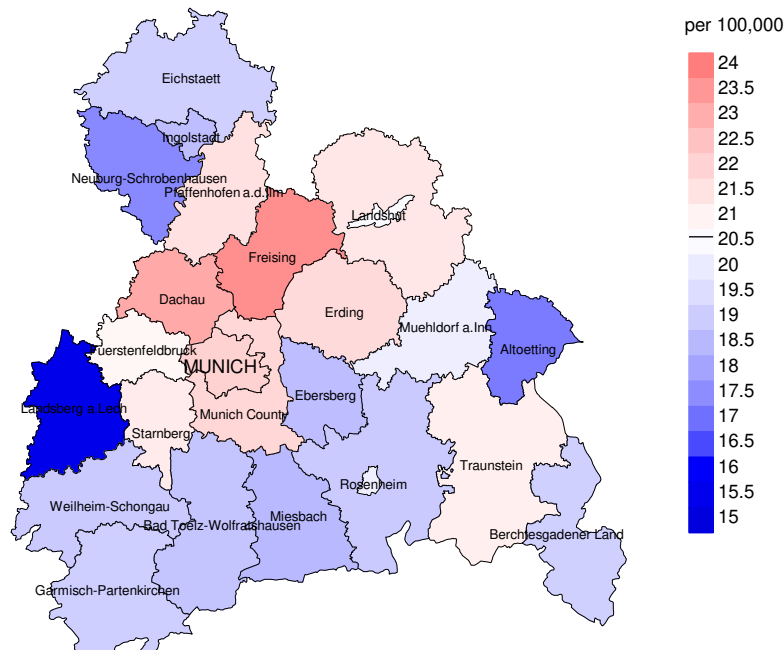 per 100,000
24
23.5
23
22.5
22
21.5
21
20.5
20
19.5
19
18.5
18
17.5
17
16.5
16
15.5
15
Eichstaett
Ingolstadt
Neuburg-Schrobenhausen
Pfaffenhofen a.d.Ilm
Landshut
Freising
Dachau
Erding
Muehldorf a.Inn
Altoetting
Fuerstenfeldbruck
MUNICH
Ebersberg
Landsberg a.Lech
Munich County
Starnberg
Traunstein
Rosenheim
Weilheim-Schongau
Miesbach
Bad Toelz-Wolfratshausen
Berchtesgadener Land
Garmisch-Partenkirchen